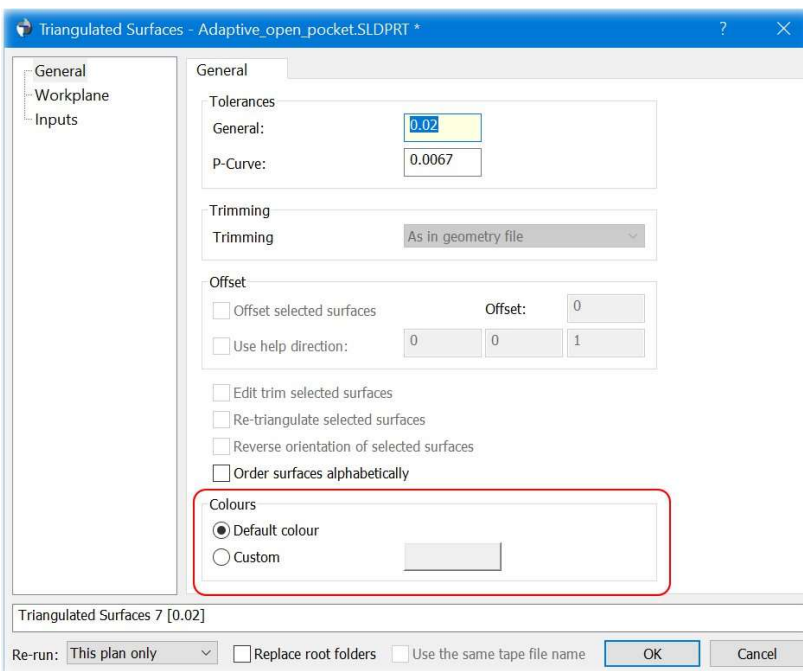 Triangulated Surfaces - Adaptive_open_pocket.SLDPRT *
?
General
Workplane
Inputs
General
Tolerances
General: 0.02
P-Curve: 0.0067
Trimming
Trimming As in geometry file
Offset
Offset selected surfaces Offset: 0
Use help direction: 0 0 1
Edit trim selected surfaces
Re-triangulate selected surfaces
Reverse orientation of selected surfaces
Order surfaces alphabetically
Colours
Default colour
Custom
Triangulated Surfaces 7 [0.02]
Re-run: This plan only Replace root folders Use the same tape file name OK Cancel